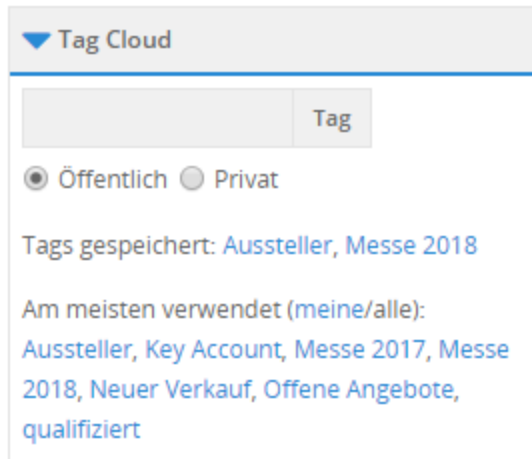 Tag Cloud
Tag
Öffentlich Privat
Tags gespeichert: Aussteller, Messe 2018
Am meisten verwendet (meine/alle):
Aussteller, Key Account, Messe 2017, Messe
2018, Neuer Verkauf, Offene Angebote,
qualifiziert